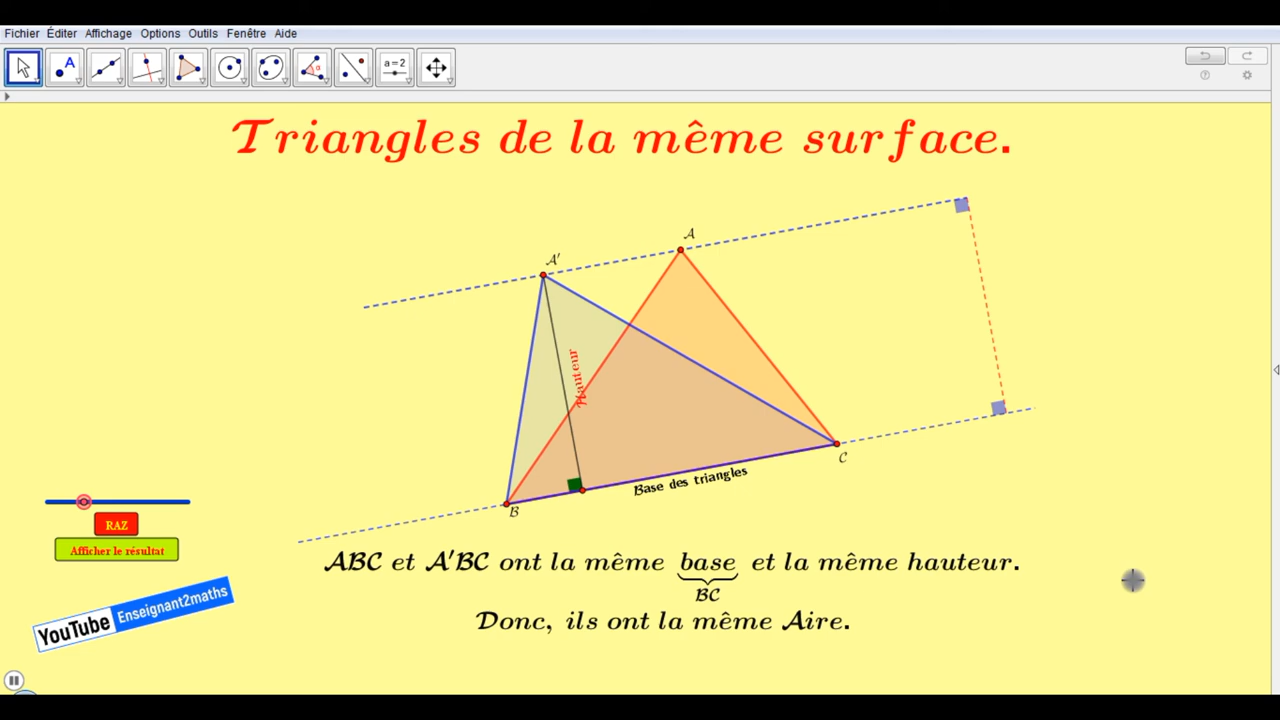 Fichier Éditer Affichage Options Outils Fenêtre Aide
A
α
a=2
Triangles de la même surface.
A
A'
Hauteur
C
Base des triangles
B
RAZ
Afficher le résultat
ABC et A'BC ont la même base et la même hauteur.
BC
Donc, ils ont la même Aire.
YouTube Enseignant2maths